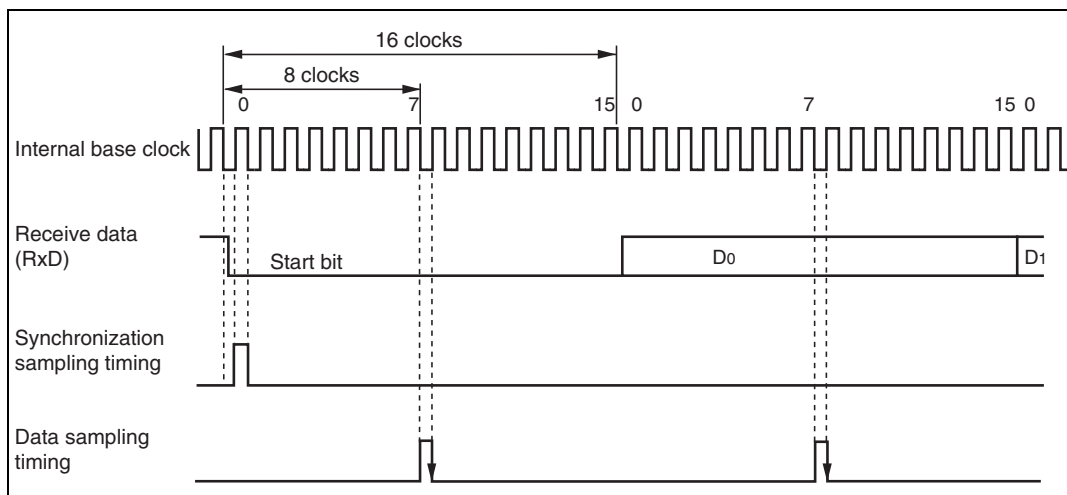 16 clocks
8 clocks
0 7 15 0 7 15 0
Internal base clock
Receive data
(RxD)
Start bit D0 D1
Synchronization
sampling timing
Data sampling
timing